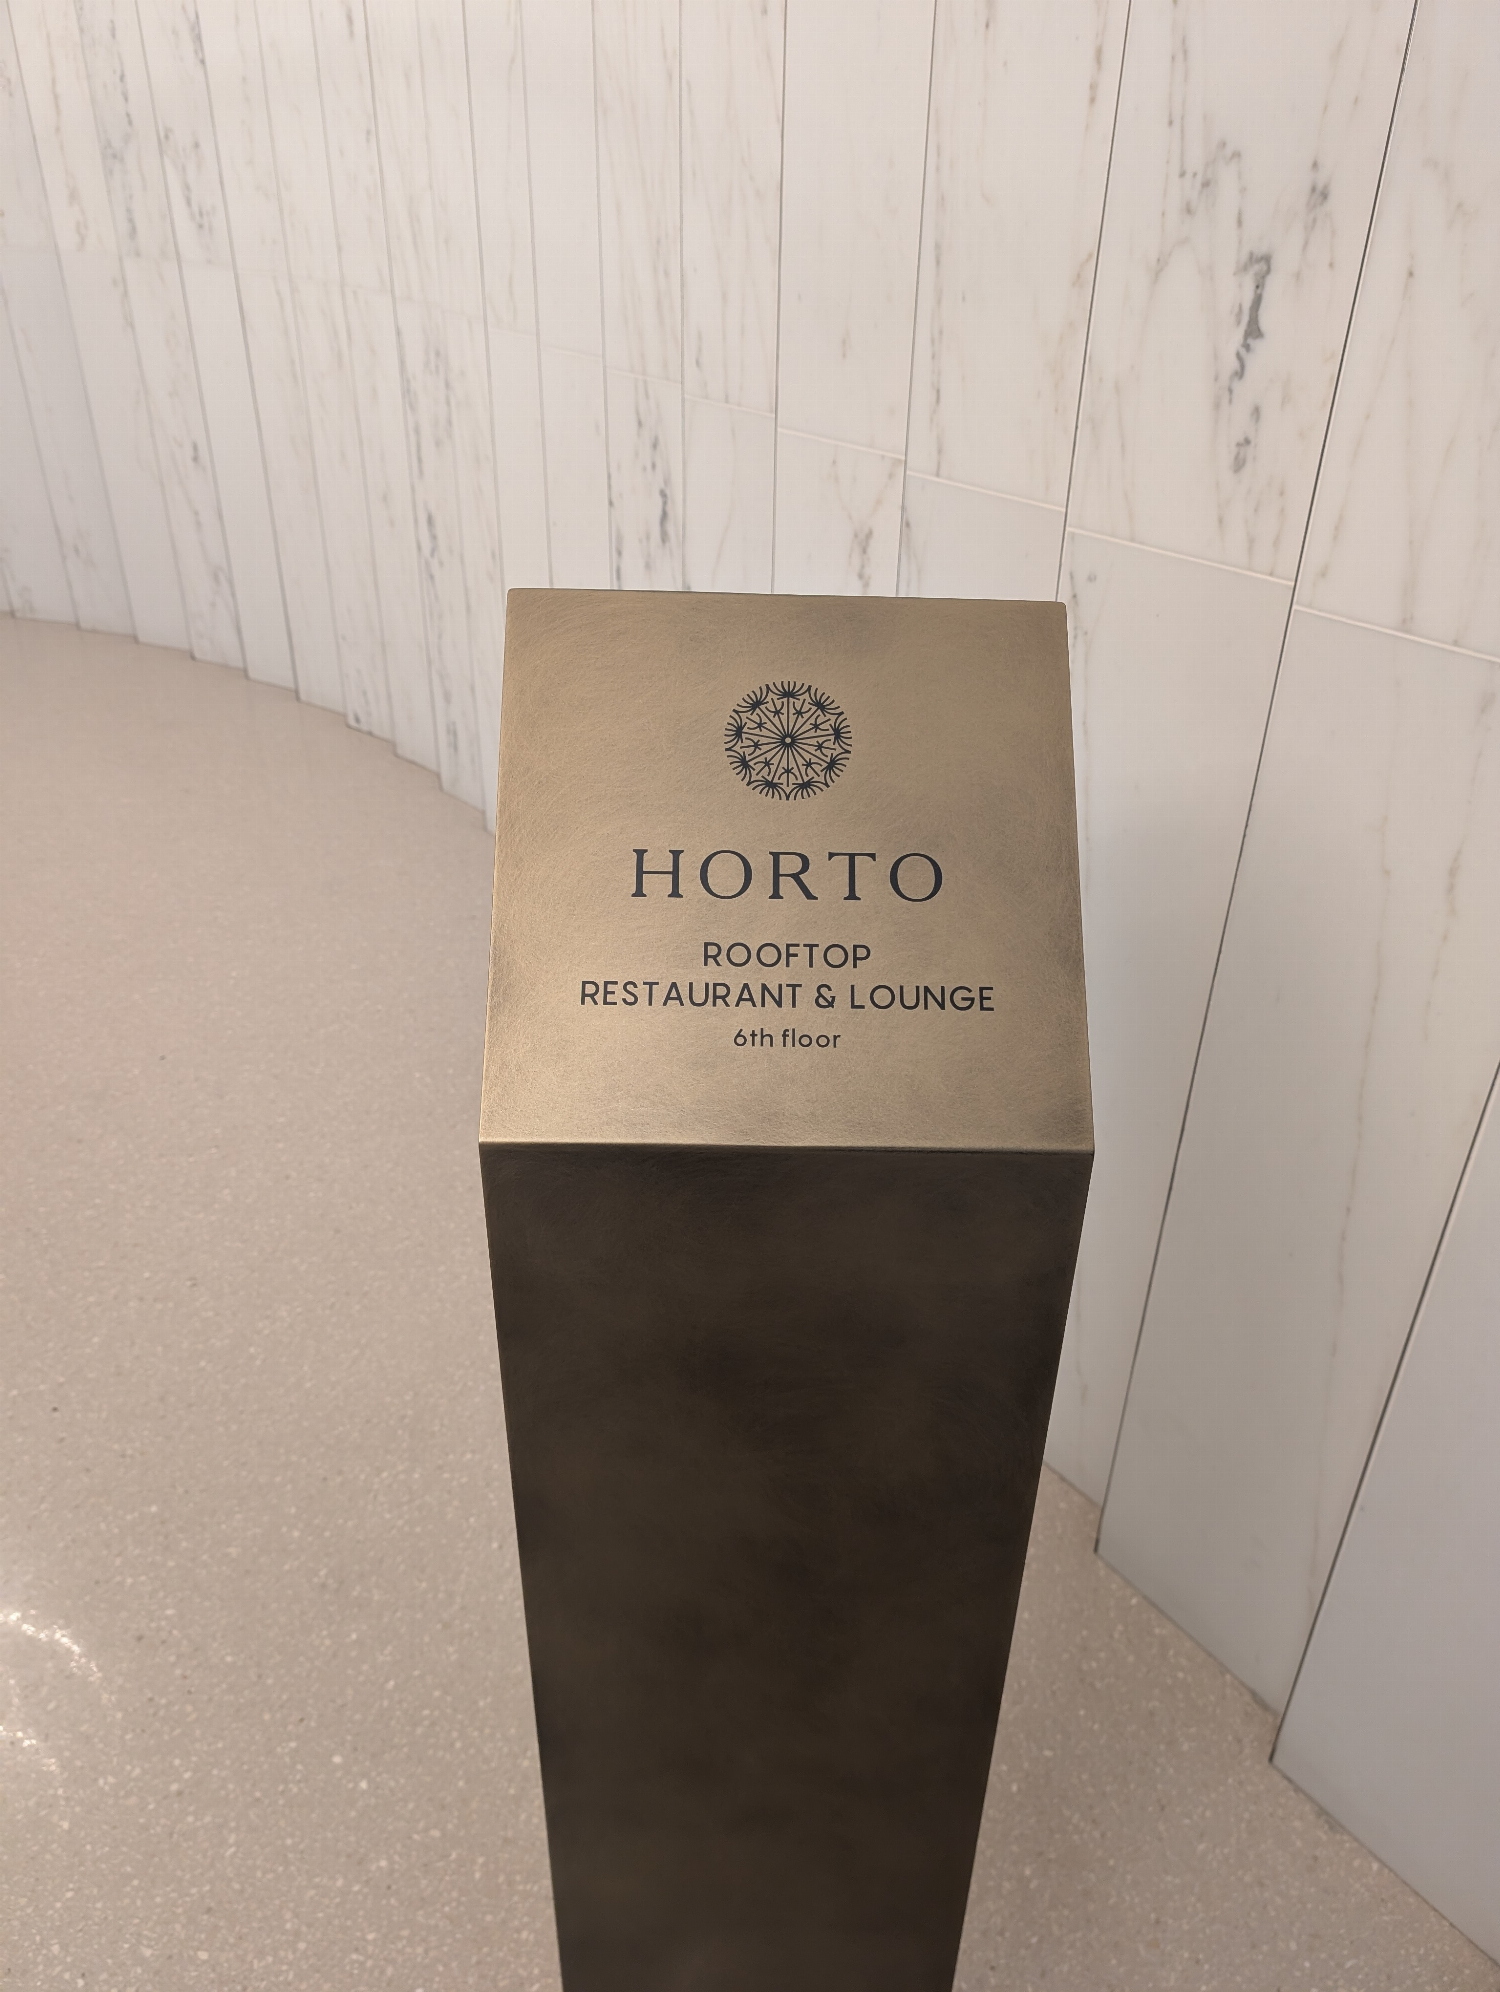 HORTO
ROOFTOP
RESTAURANT & LOUNGE
6th floor